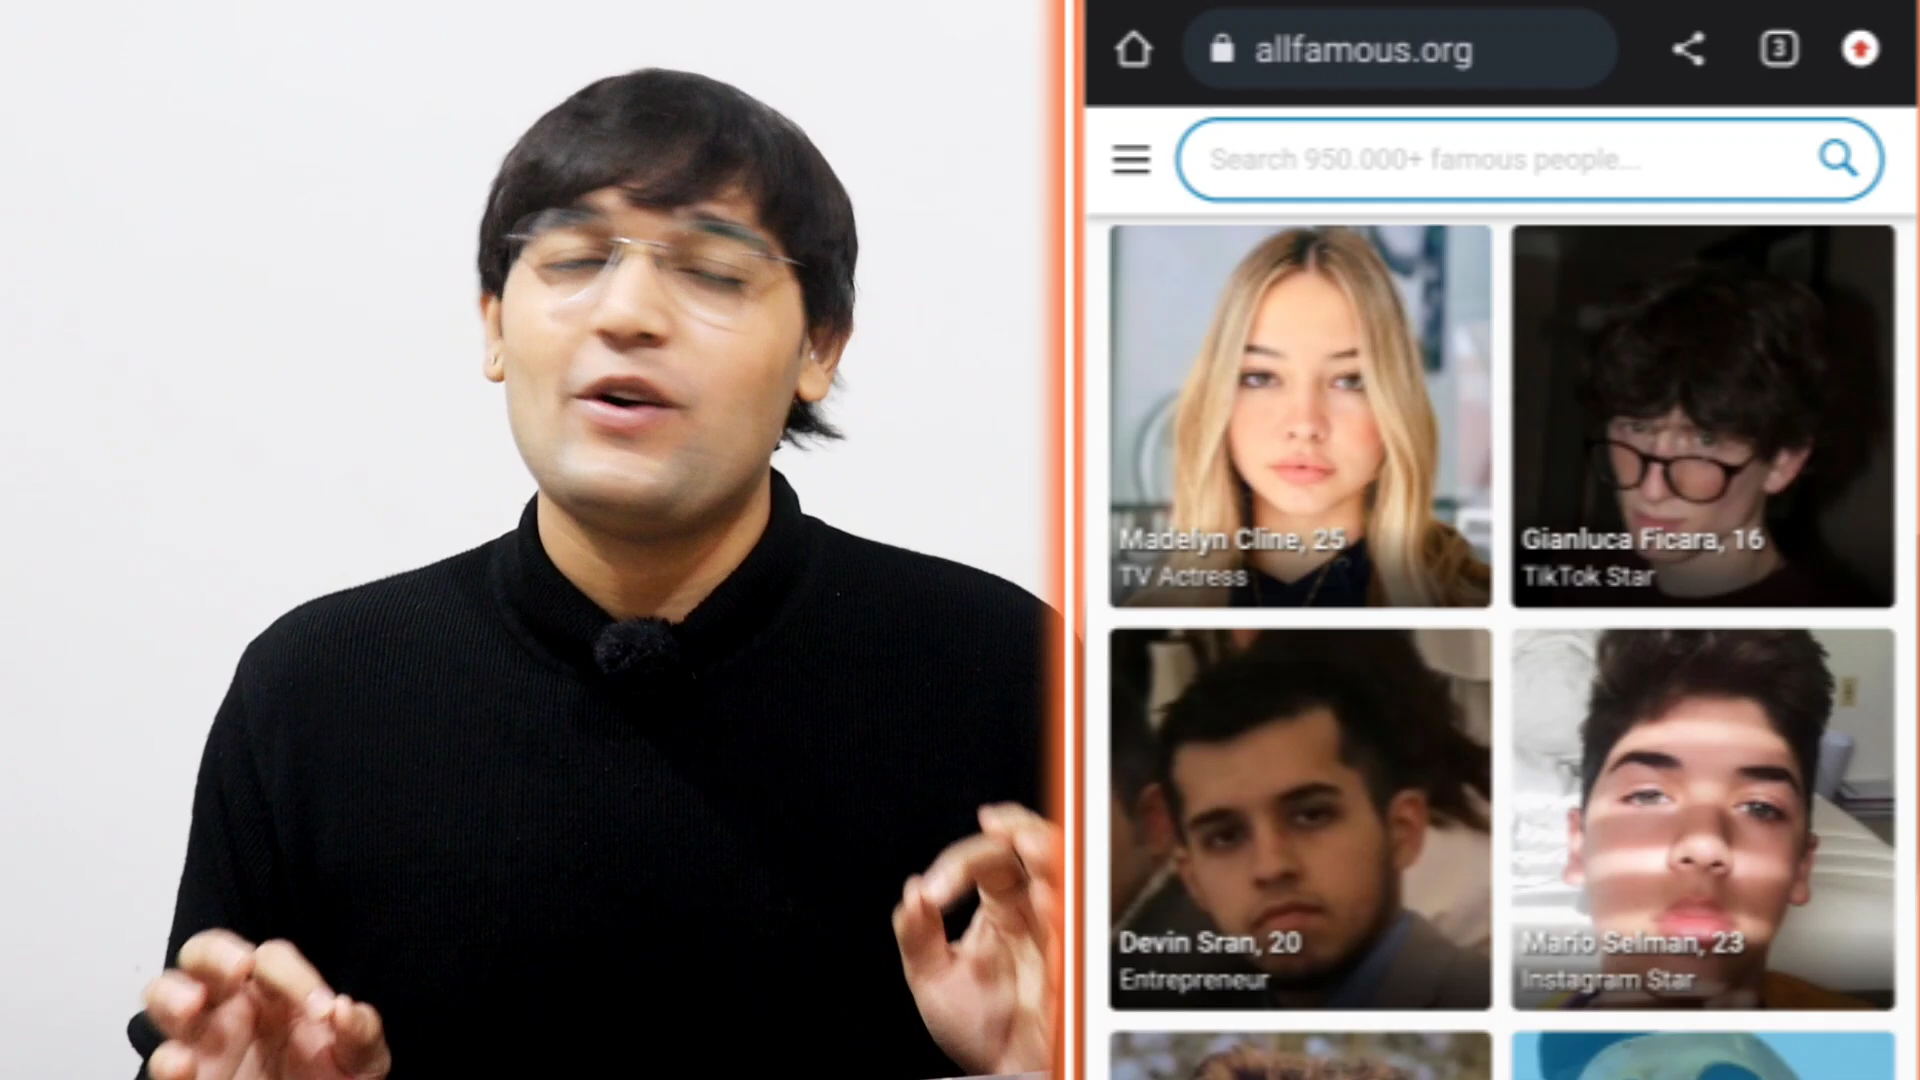 allfamous.org
3
Search 950.000+ famous people...
Madelyn Cline, 25
TV Actress
Gianluca Ficara, 16
TikTok Star
Devin Sran, 20
Entrepreneur
Mario Selman, 23
Instagram Star